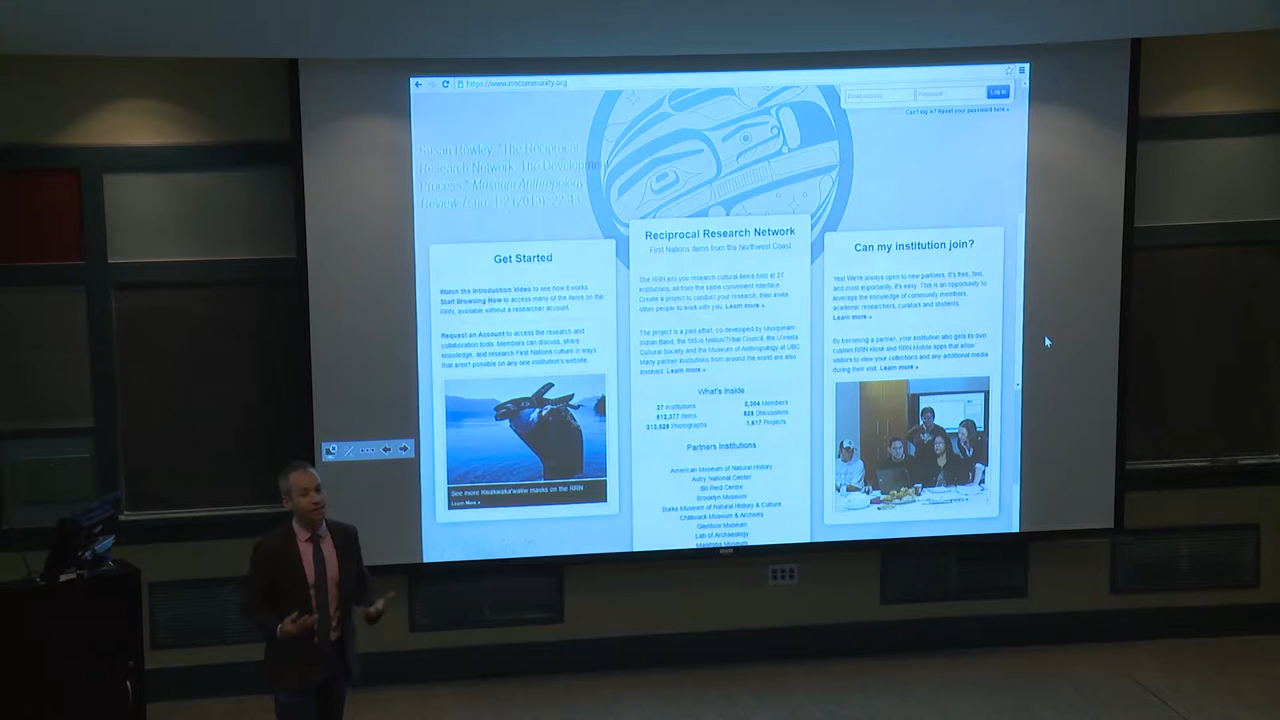 https://www.rrncommunity.org
Email address
Password
Log in
Can't log in? Reset your password here »
Susan Rowley, "The Reciprocal
Research Network: The Development
Process," Museum Anthropology
Review 7, no. 1-2 (2013): 22-43
Get Started
Watch the Introduction Video to see how it works.
Start Browsing Now to access many of the items on the
RRN, available without a researcher account.
Request an Account to access the research and
collaboration tools. Members can discuss, share
knowledge, and research First Nations culture in ways
that aren't possible on any one institution's website.
See more Kwakwaka'wakw masks on the RRN
Learn More »
Reciprocal Research Network
First Nations items from the Northwest Coast
The RRN lets you research cultural items held at 27
institutions, all from the same convenient interface.
Create a project to conduct your research, then invite
other people to work with you. Learn more »
The project is a joint effort, co-developed by Musqueam
Indian Band, the Stó:lō Nation/Tribal Council, the U'mista
Cultural Society and the Museum of Anthropology at UBC.
Many partner institutions from around the world are also
involved. Learn more »
What's Inside
27 Institutions
612,377 Items
313,528 Photographs
2,354 Members
828 Discussions
1,617 Projects
Partners Institutions
American Museum of Natural History
Autry National Center
Bill Reid Centre
Brooklyn Museum
Burke Museum of Natural History & Culture
Chilliwack Museum & Archives
Glenbow Museum
Lab of Archaeology
Manitoba Museum
Can my institution join?
Yes! We're always open to new partners. It's free, fast,
and most importantly, it's easy. This is an opportunity to
leverage the knowledge of community members,
academic researchers, curators and students.
Learn more »
By becoming a partner, your institution also gets its own
custom RRN Kiosk and RRN Mobile apps that allow
visitors to view your collections and any additional media
during their visit. Learn more »